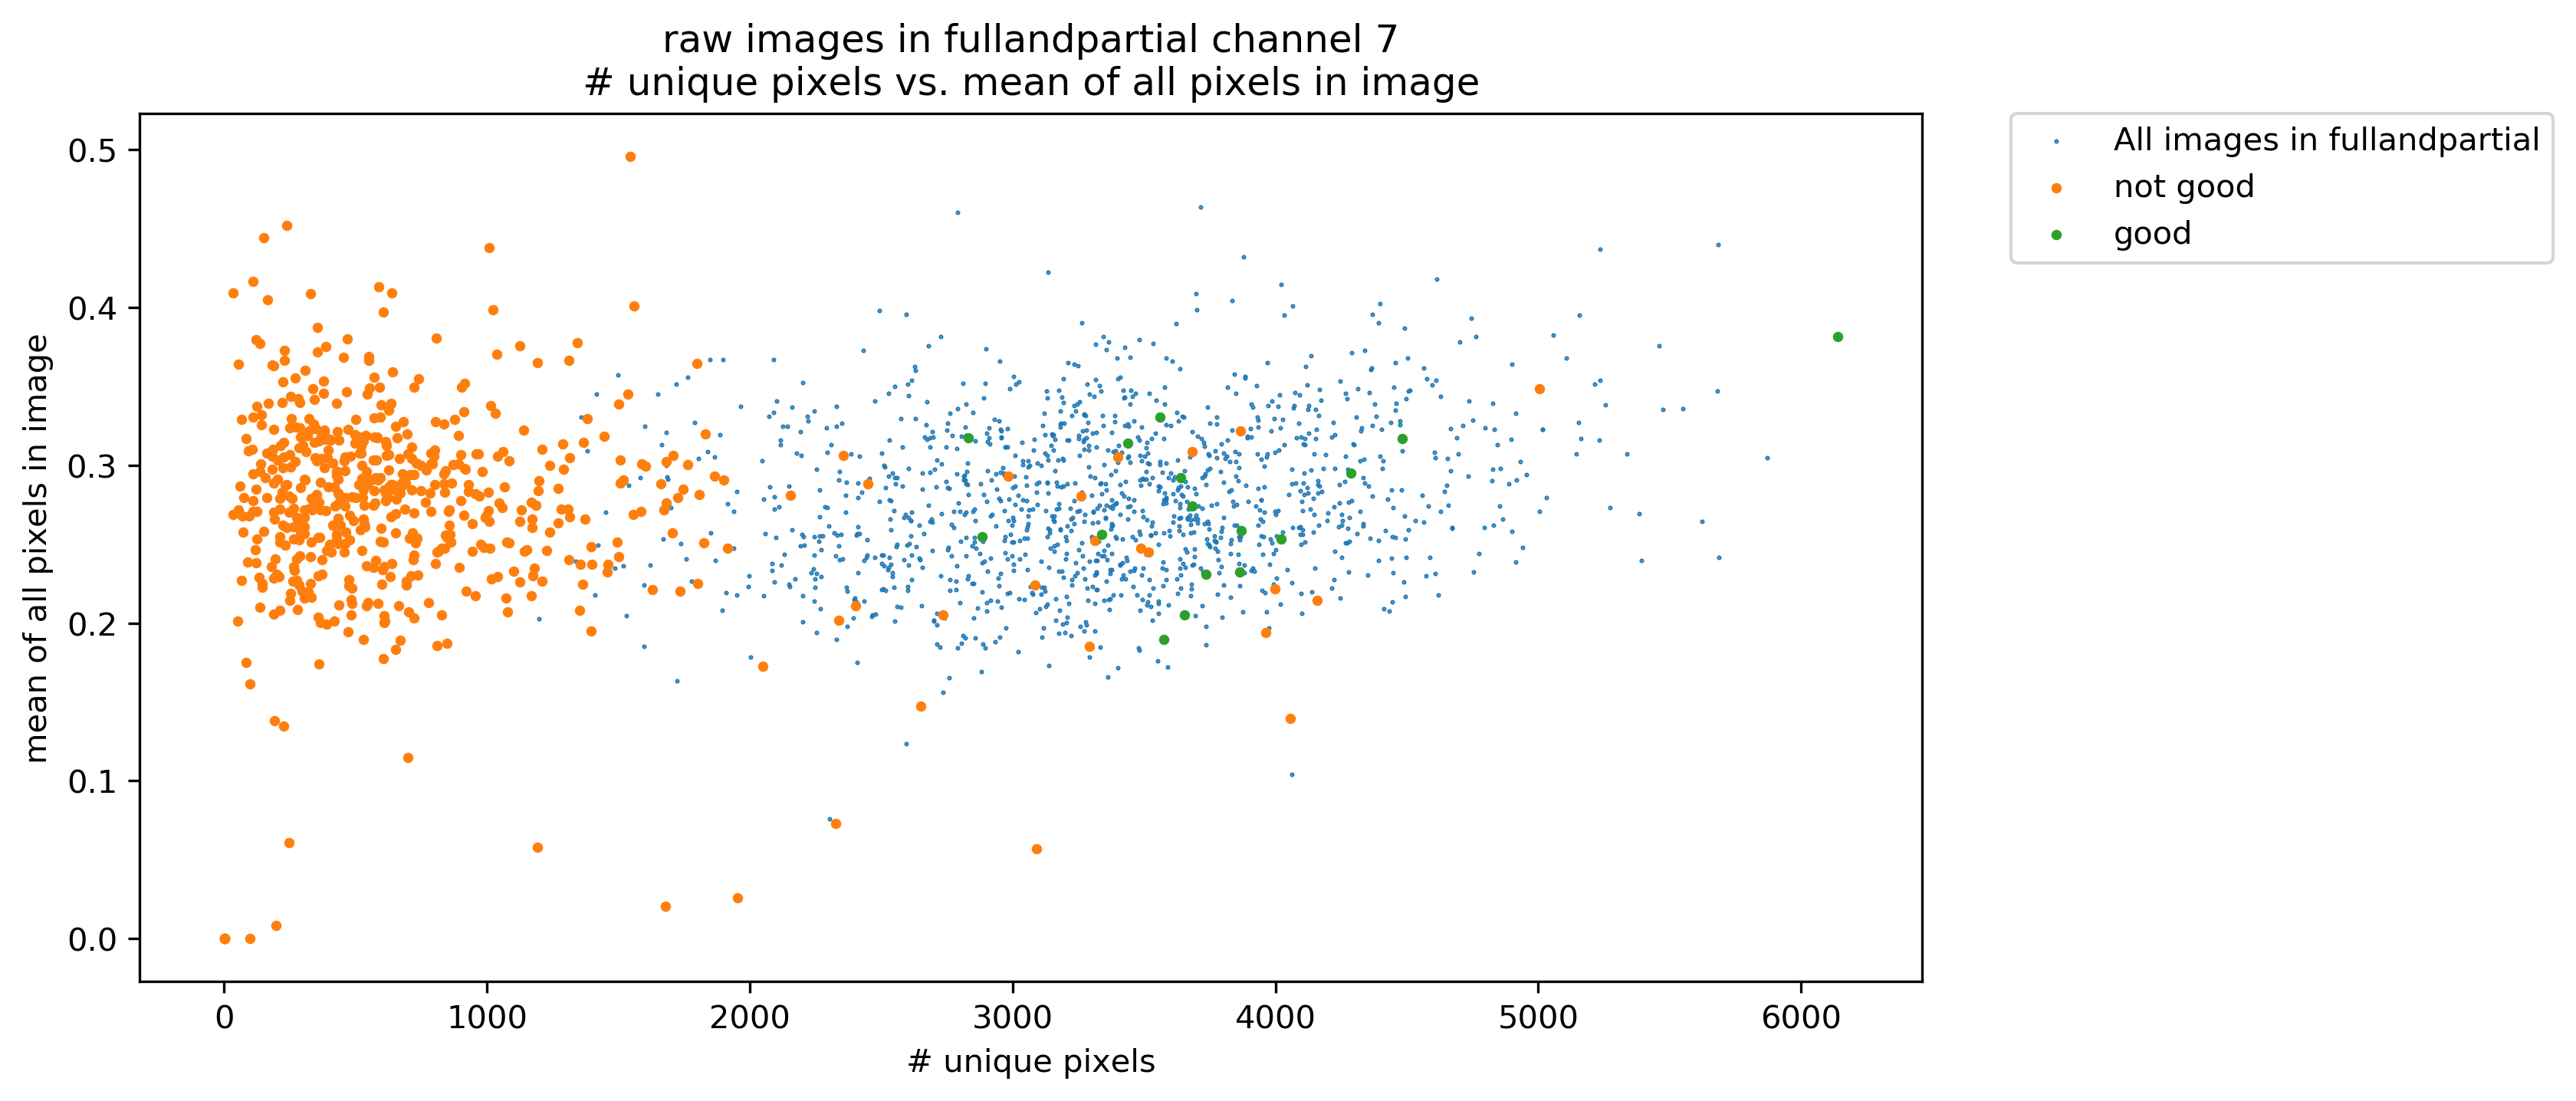 raw images in fullandpartial channel 7
# unique pixels vs. mean of all pixels in image
All images in fullandpartial
not good
good
mean of all pixels in image
0.5
0.4
0.3
0.2
0.1
0.0
0 1000 2000 3000 4000 5000 6000
# unique pixels